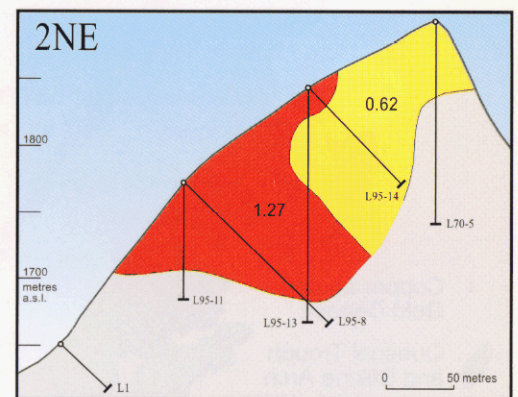 2NE
0.62
1800
L95-14
1.27
L70-5
1700
metres
a.s.l.
L95-11
L95-13
L95-8
L1
0
50 metres